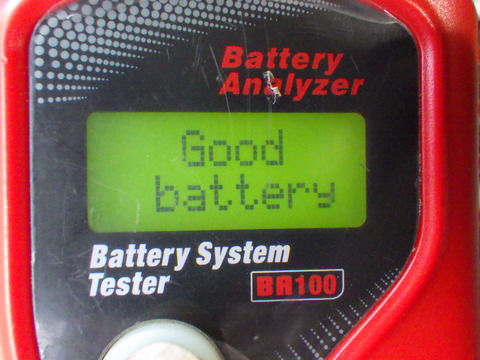 Battery
Analyzer
Good
battery
Battery System
Tester
BA100